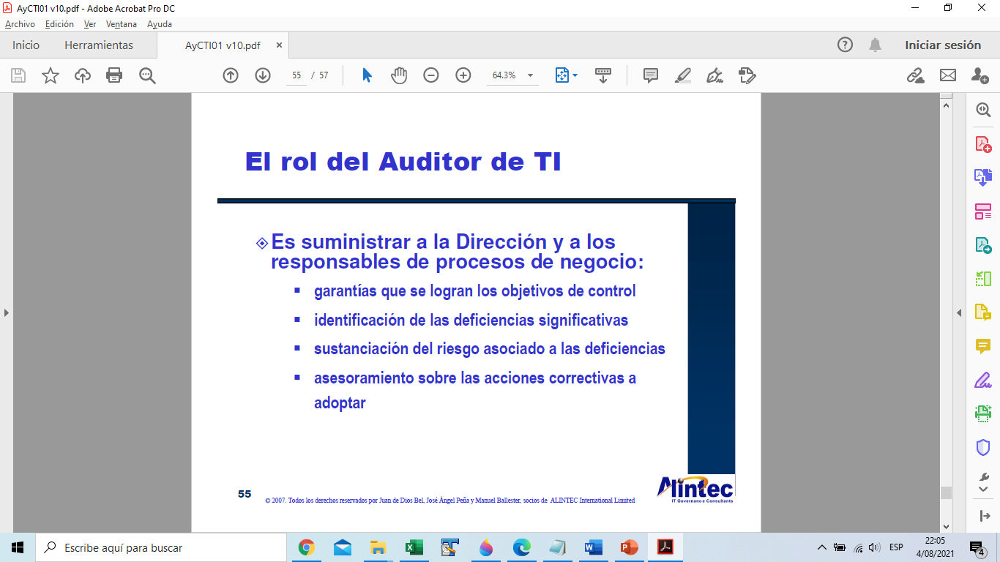 AyCTI01 v10.pdf - Adobe Acrobat Pro DC
Archivo Edición Ver Ventana Ayuda
Inicio Herramientas AyCTI01 v10.pdf × Iniciar sesión
55 / 57 64.3%
El rol del Auditor de TI
Es suministrar a la Dirección y a los
responsables de procesos de negocio:
garantías que se logran los objetivos de control
identificación de las deficiencias significativas
sustanciación del riesgo asociado a las deficiencias
asesoramiento sobre las acciones correctivas a
adoptar
Alintec
IT Governance Consultants
55
© 2007. Todos los derechos reservados por Juan de Dios Bel, José Ángel Peña y Manuel Ballester, socios de ALINTEC International Limited
Escribe aquí para buscar
ESP
22:05
4/08/2021
4